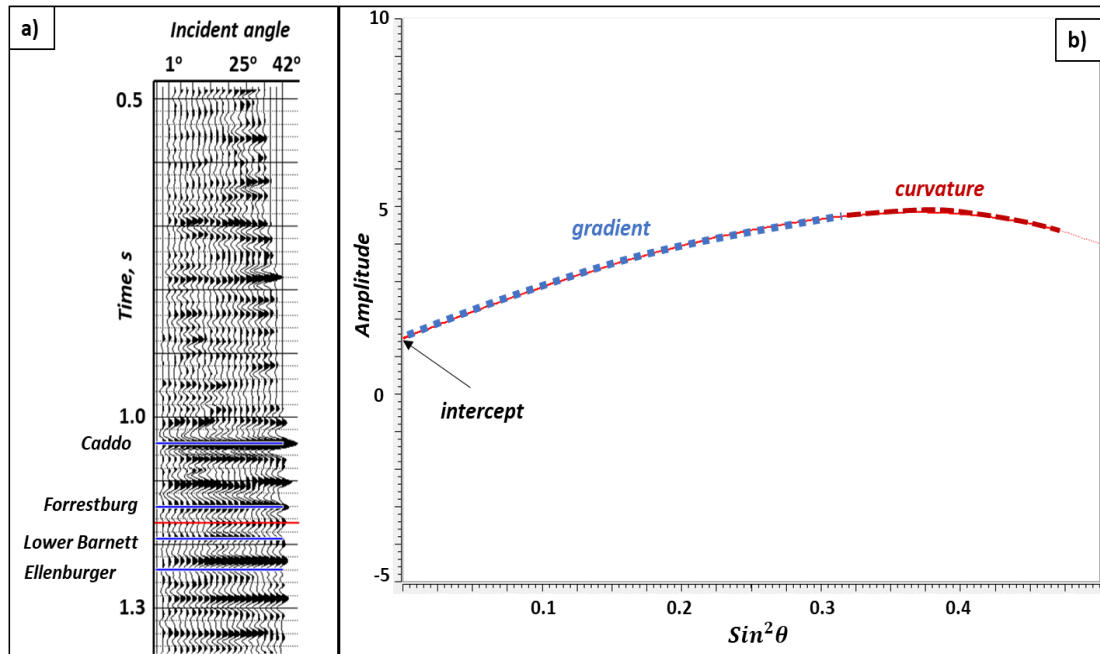 a)
Incident angle
1° 25° 42°
0.5
Time, s
1.0
Caddo
Forrestburg
Lower Barnett
Ellenburger
1.3
b)
10
curvature
5
gradient
Amplitude
0
intercept
-5
0.1 0.2 0.3 0.4
Sin²θ